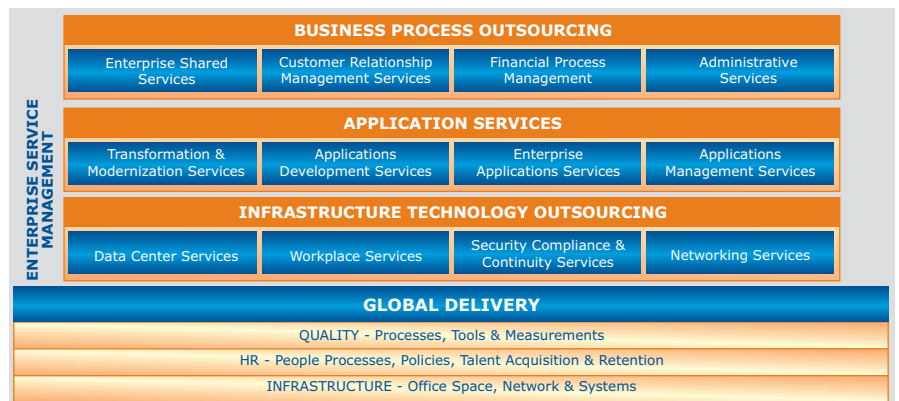 BUSINESS PROCESS OUTSOURCING
Enterprise Shared
Services
Customer Relationship
Management Services
Financial Process
Management
Administrative
Services
ENTERPRISE SERVICE
MANAGEMENT
APPLICATION SERVICES
Transformation &
Modernization Services
Applications
Development Services
Enterprise
Applications Services
Applications
Management Services
INFRASTRUCTURE TECHNOLOGY OUTSOURCING
Data Center Services
Workplace Services
Security Compliance &
Continuity Services
Networking Services
GLOBAL DELIVERY
QUALITY - Processes, Tools & Measurements
HR - People Processes, Policies, Talent Acquisition & Retention
INFRASTRUCTURE - Office Space, Network & Systems